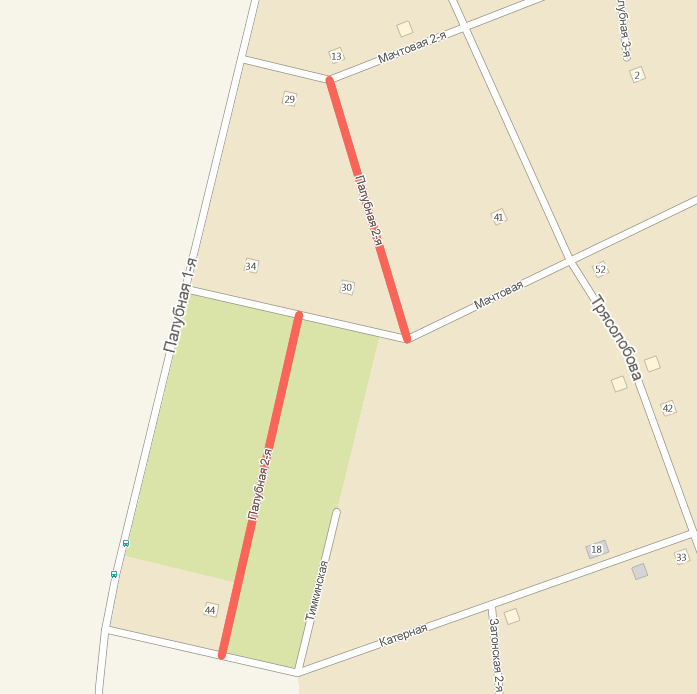 лубная 3-я
13
Мачтовая 2-я
2
29
Палубная 2-я
41
34
30
52
Мачтовая
Палубная 1-я
Трясолобова
42
Палубная 2-я
18
33
44
Тимкинская
Катерная
Затонская 2-я